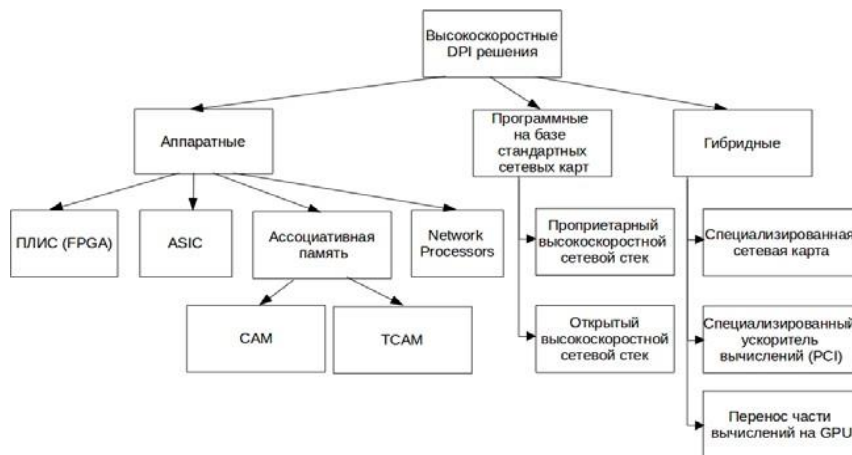 Высокоскоростные
DPI решения
Аппаратные
Программные
на базе
стандартных
сетевых карт
Гибридные
ПЛИС (FPGA)
ASIC
Ассоциативная
память
Network
Processors
CAM
TCAM
Проприетарный
высокоскоростной
сетевой стек
Открытый
высокоскоростной
сетевой стек
Специализированная
сетевая карта
Специализированный
ускоритель
вычислений (PCI)
Перенос части
вычислений на GPU